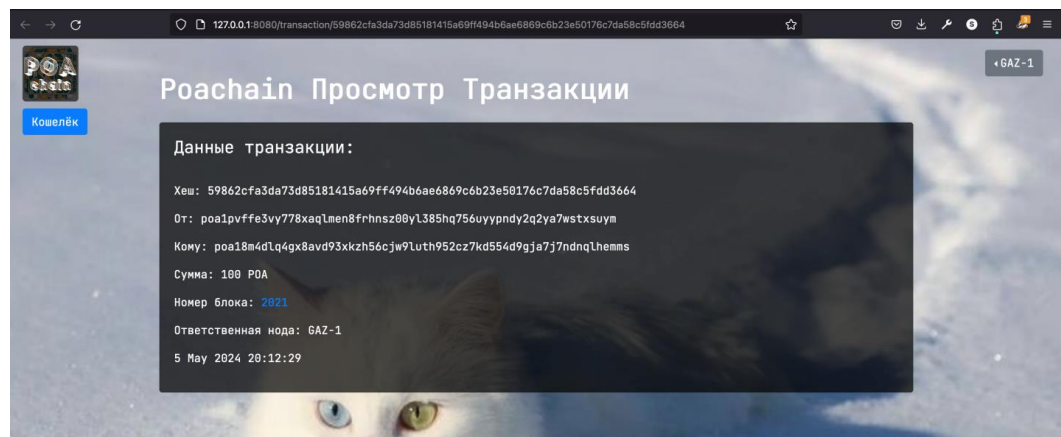 127.0.0.1:8080/transaction/59862cfa3da73d85181415a69ff494b6ae6869c6b23e50176c7da58c5fdd3664
POA
chain
GAZ-1
Poachain Просмотр Транзакции
Кошелёк
Данные транзакции:
Хеш: 59862cfa3da73d85181415a69ff494b6ae6869c6b23e50176c7da58c5fdd3664
От: poa1pvffe3vy778xaqlmen8frhnsz00yl385hq756uyypndy2q2ya7wstxsuym
Кому: poa18m4dlq4gx8avd93xkzh56cjw9luth952cz7kd554d9gja7j7ndnqlhemms
Сумма: 100 POA
Номер блока: 2021
Ответственная нода: GAZ-1
5 May 2024 20:12:29